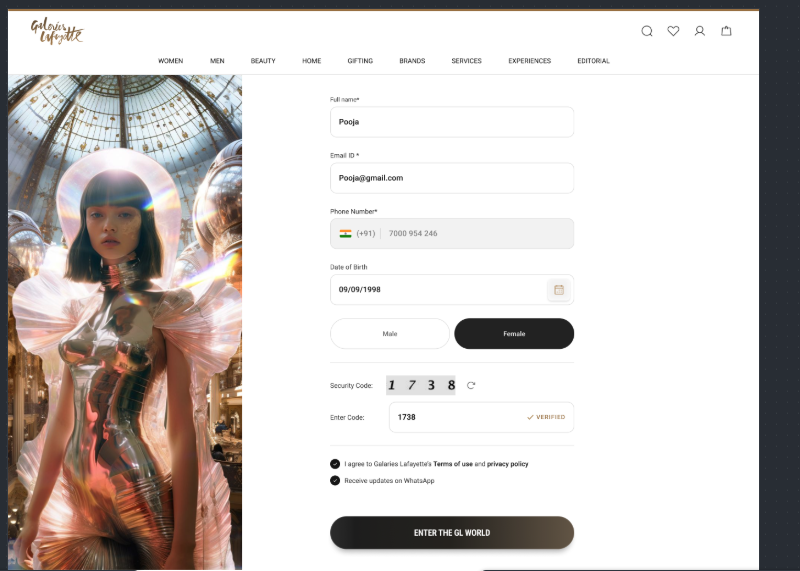 Galeries
Lafayette
WOMEN MEN BEAUTY HOME GIFTING BRANDS SERVICES EXPERIENCES EDITORIAL
Full name*
Pooja
Email ID *
Pooja@gmail.com
Phone Number*
(+91) 7000 954 246
Date of Birth
09/09/1998
Male Female
Security Code: 1 7 3 8
Enter Code: 1738 VERIFIED
I agree to Galaries Lafayette's Terms of use and privacy policy
Receive updates on WhatsApp
ENTER THE GL WORLD